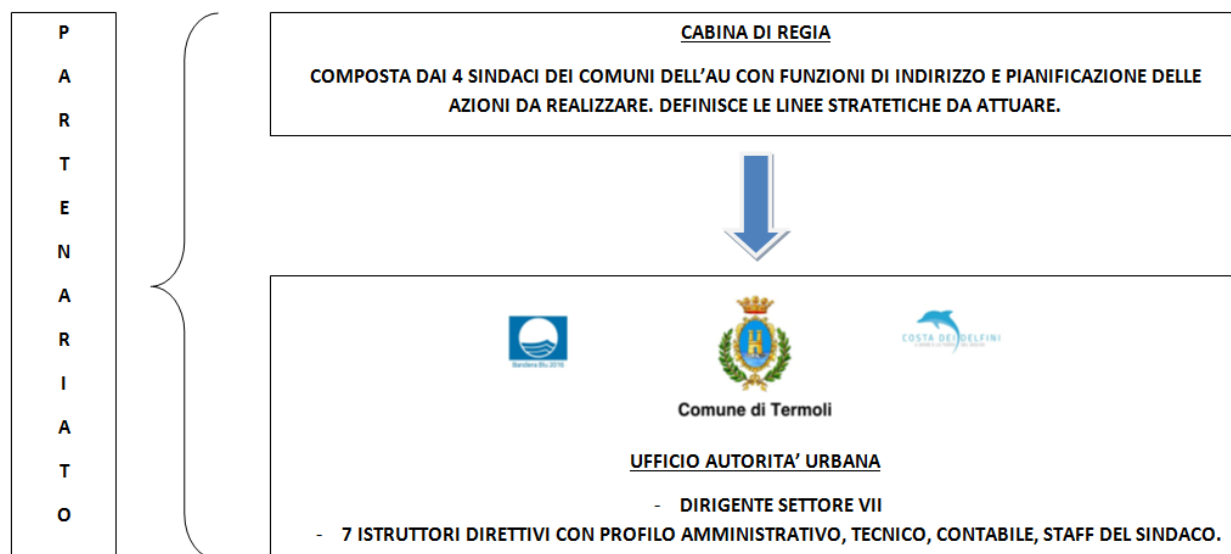 P
A
R
T
E
N
A
R
I
A
T
O
CABINA DI REGIA
COMPOSTA DAI 4 SINDACI DEI COMUNI DELL’AU CON FUNZIONI DI INDIRIZZO E PIANIFICAZIONE DELLE
AZIONI DA REALIZZARE. DEFINISCE LE LINEE STRATETICHE DA ATTUARE.
Bandiera Blu 2016
COSTA DEI DELFINI
Comune di Termoli
UFFICIO AUTORITA’ URBANA
- DIRIGENTE SETTORE VII
- 7 ISTRUTTORI DIRETTIVI CON PROFILO AMMINISTRATIVO, TECNICO, CONTABILE, STAFF DEL SINDACO.